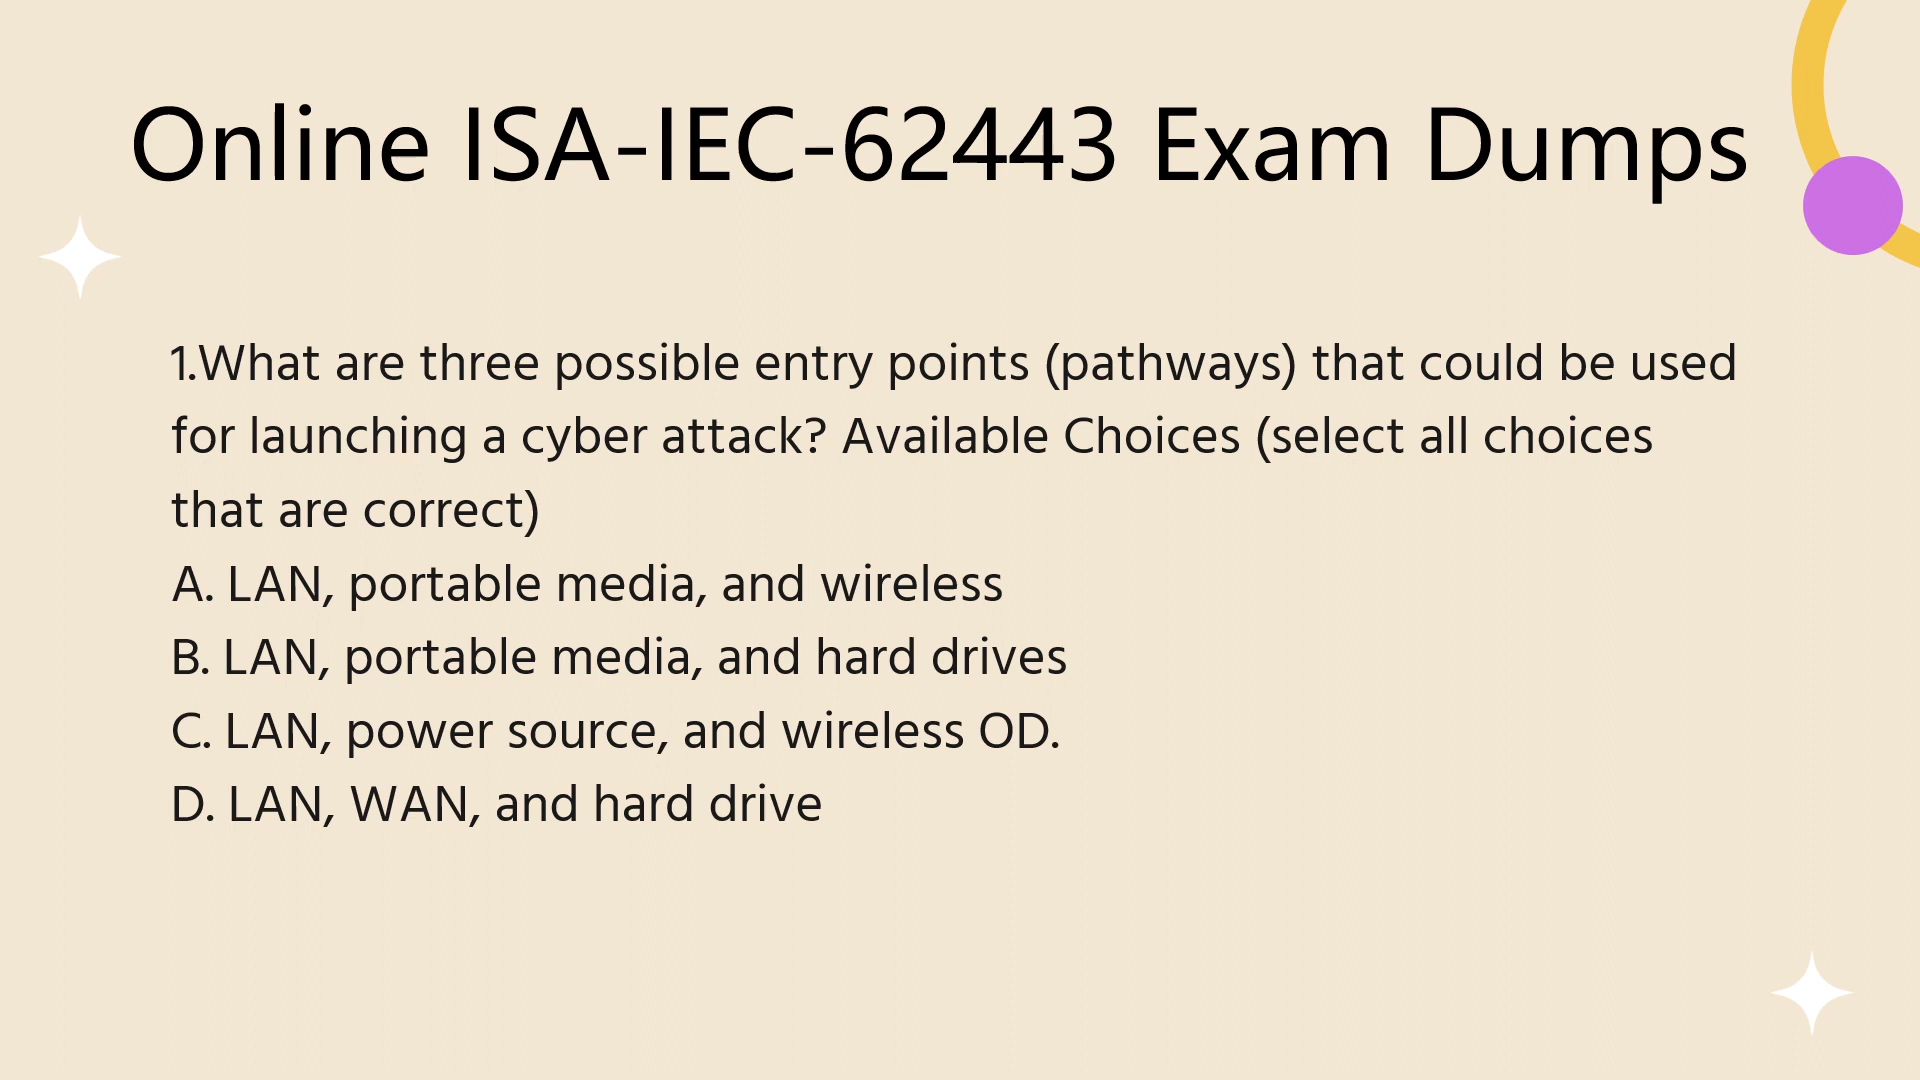 Online ISA-IEC-62443 Exam Dumps
1.What are three possible entry points (pathways) that could be used
for launching a cyber attack? Available Choices (select all choices
that are correct)
A. LAN, portable media, and wireless
B. LAN, portable media, and hard drives
C. LAN, power source, and wireless OD.
D. LAN, WAN, and hard drive